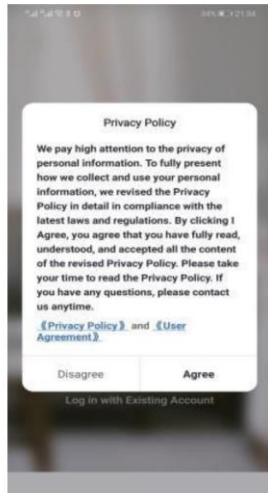 34% 21:34
Privacy Policy
We pay high attention to the privacy of
personal information. To fully present
how we collect and use your personal
information, we revised the Privacy
Policy in detail in compliance with the
latest laws and regulations. By clicking I
Agree, you agree that you have fully read,
understood, and accepted all the content
of the revised Privacy Policy. Please take
your time to read the Privacy Policy. If
you have any questions, please contact
us anytime.
《Privacy Policy》 and 《User
Agreement》
Disagree Agree
Log in with Existing Account